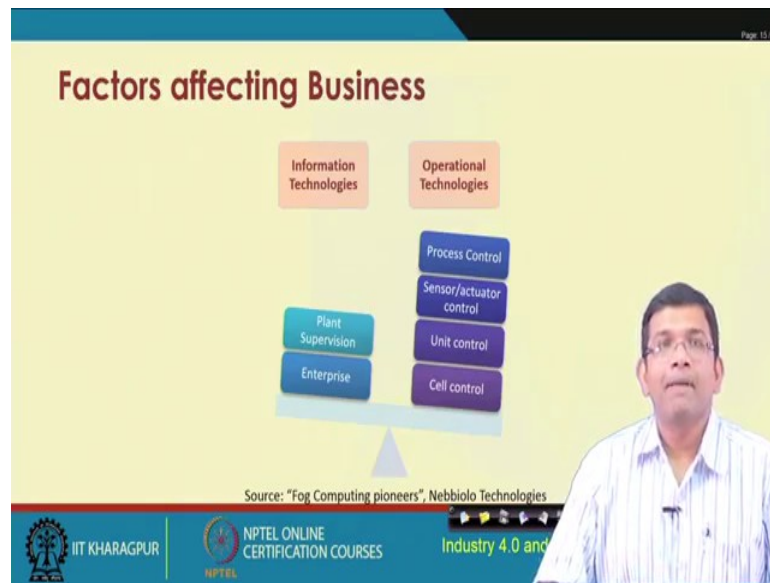 Page: 15
Factors affecting Business
Information
Technologies
Operational
Technologies
Process Control
Sensor/actuator
control
Plant
Supervision
Unit control
Enterprise
Cell control
Source: "Fog Computing pioneers", Nebbiolo Technologies
IIT KHARAGPUR
NPTEL
NPTEL ONLINE
CERTIFICATION COURSES
Industry 4.0 and